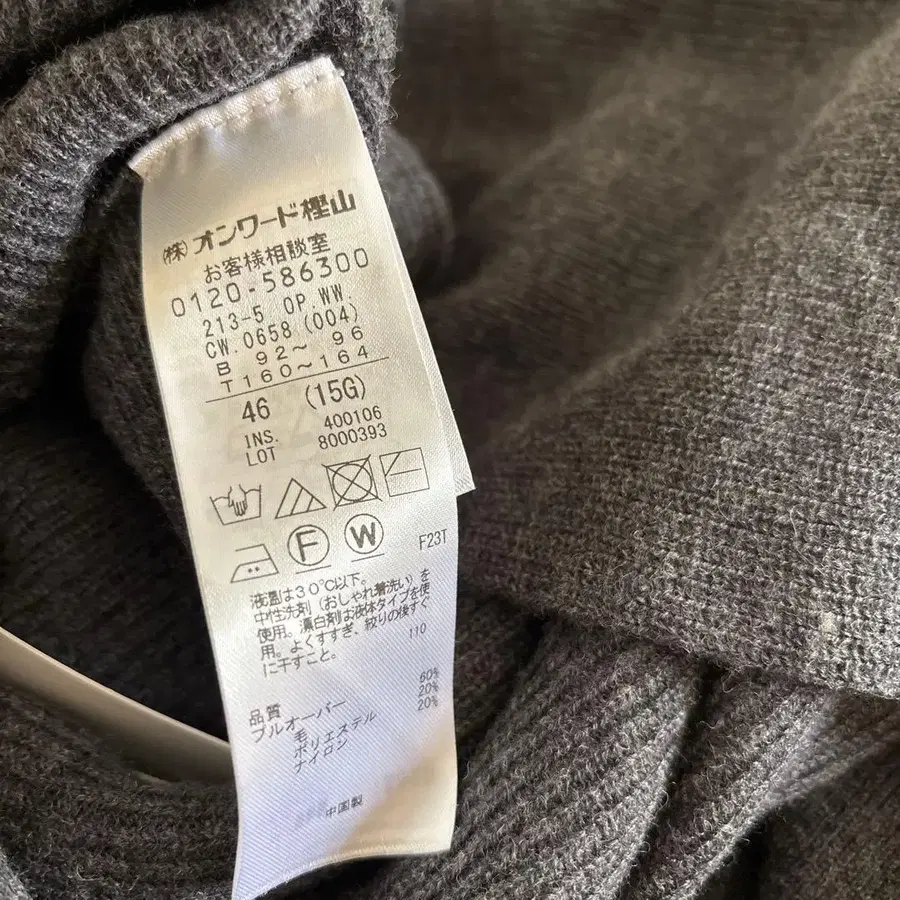 ㈱オンワード樫山
お客様相談室
0120-586300
213-5 OP.WW.
CW.0658 (004)
B 92～ 96
T160～164
46 (15G)
INS. 400106
LOT 8000393
F W F23T
液温は30℃以下。
中性洗剤(おしゃれ着洗い)を
使用。漂白剤は液体タイプを使
用。よくすすぎ、絞りの後すぐ
に干すこと。 110
品質
プルオーバー
毛 60%
ポリエステル 20%
ナイロン 20%
中国製